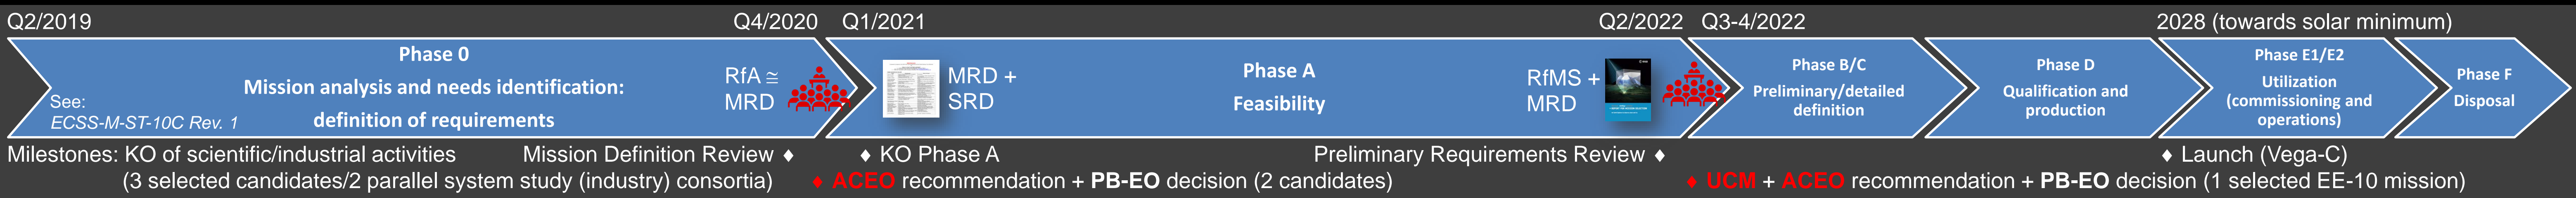 Q2/2019
Q4/2020
Q1/2021
Q2/2022
Q3-4/2022
2028 (towards solar minimum)
Phase 0
Mission analysis and needs identification:
definition of requirements
See:
ECSS-M-ST-10C Rev. 1
RfA ≅
MRD
MRD +
SRD
Phase A
Feasibility
RfMS +
MRD
Phase B/C
Preliminary/detailed
definition
Phase D
Qualification and
production
Phase E1/E2
Utilization
(commissioning and
operations)
Phase F
Disposal
Milestones: KO of scientific/industrial activities
(3 selected candidates/2 parallel system study (industry) consortia)
Mission Definition Review ♦
♦ KO Phase A
Preliminary Requirements Review ♦
♦ Launch (Vega-C)
♦ ACEO recommendation + PB-EO decision (2 candidates)
♦ UCM + ACEO recommendation + PB-EO decision (1 selected EE-10 mission)